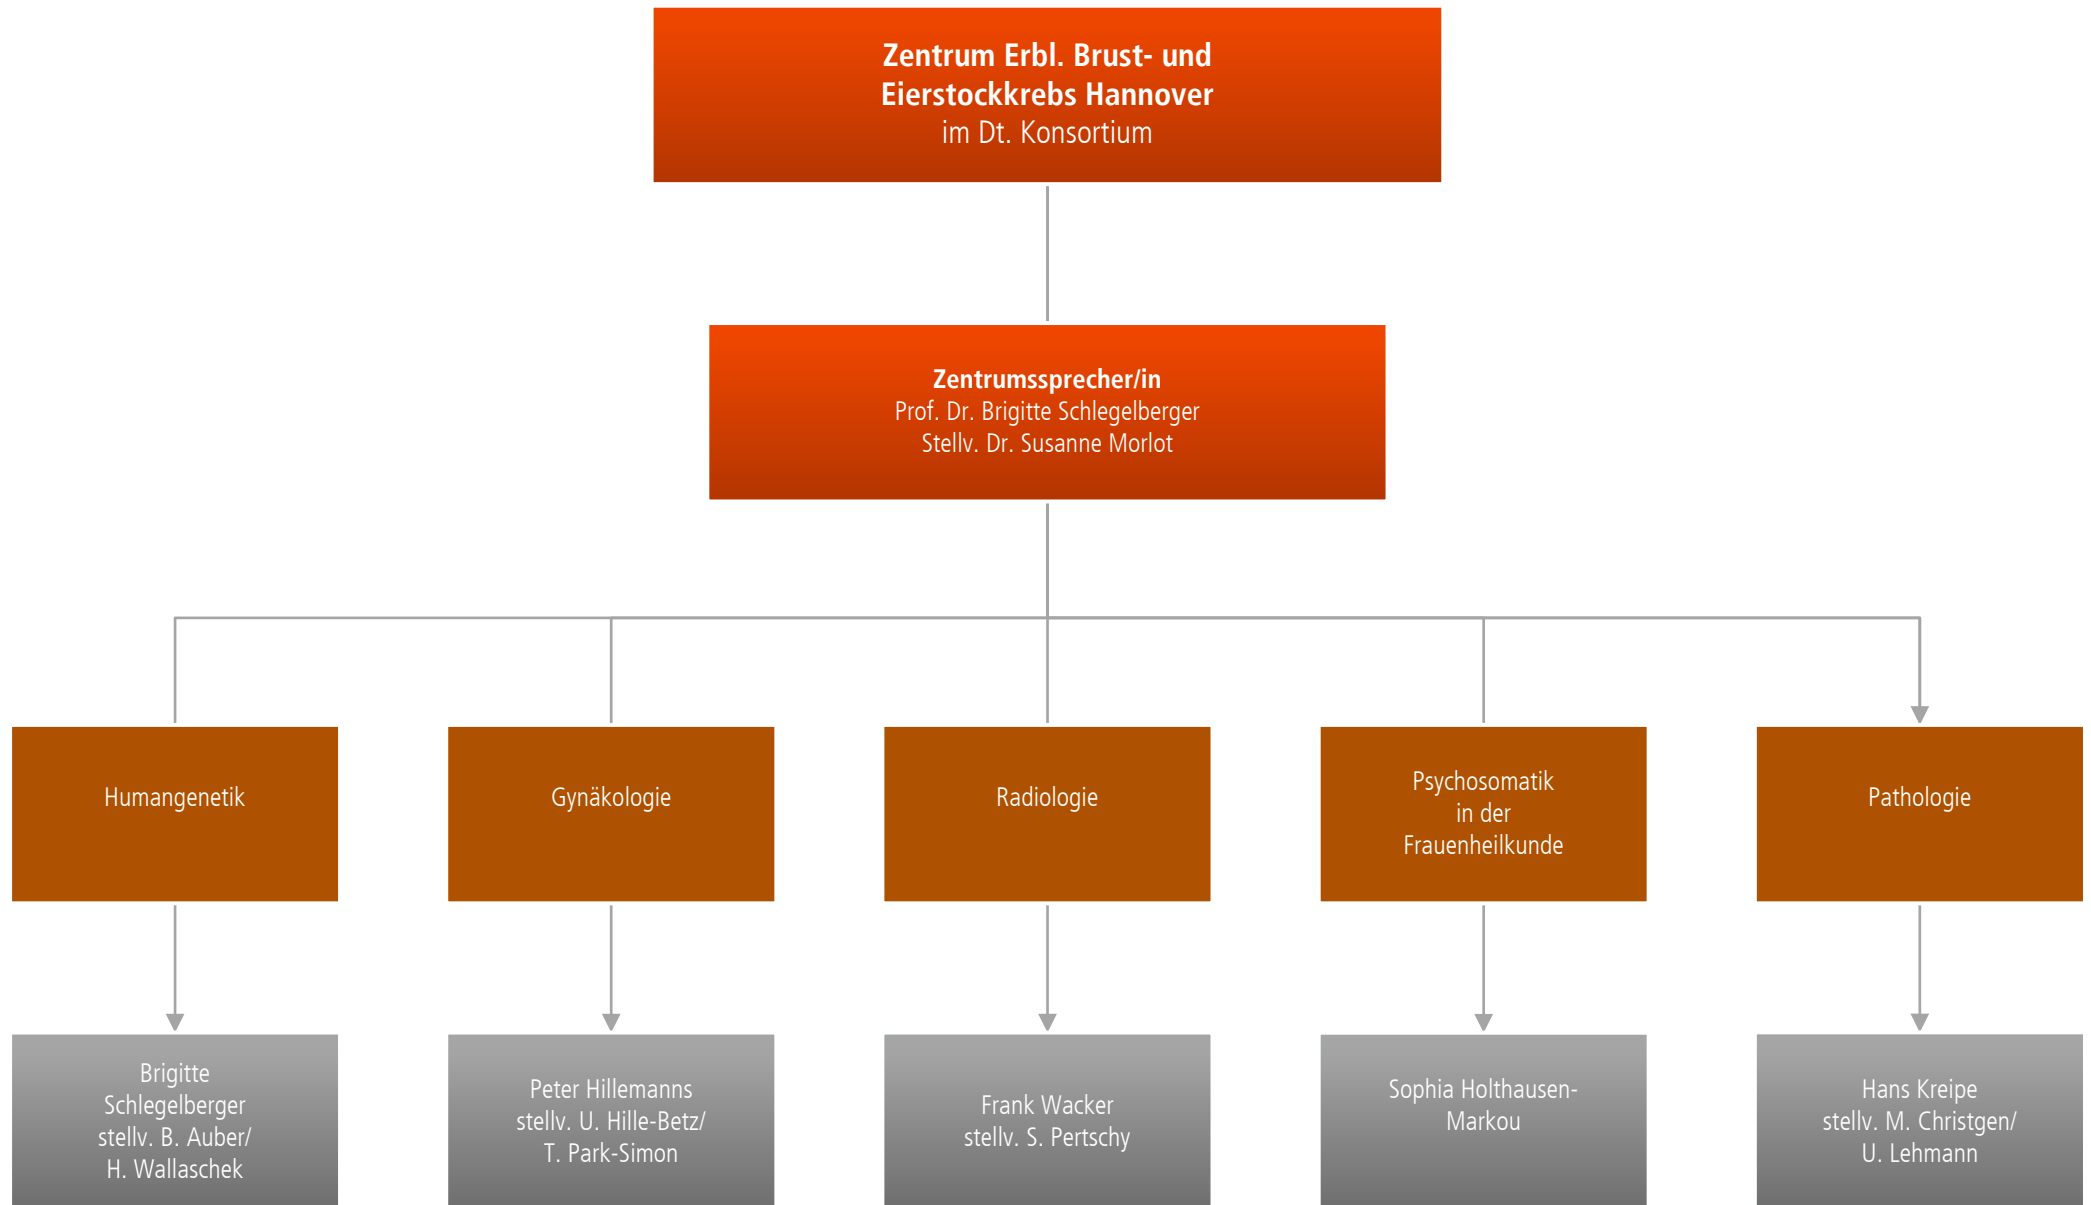 Zentrum Erbl. Brust- und
Eierstockkrebs Hannover
im Dt. Konsortium
Zentrumssprecher/in
Prof. Dr. Brigitte Schlegelberger
Stellv. Dr. Susanne Morlot
Humangenetik
Gynäkologie
Radiologie
Psychosomatik
in der
Frauenheilkunde
Pathologie
Brigitte
Schlegelberger
stellv. B. Auber/
H. Wallaschek
Peter Hillemanns
stellv. U. Hille-Betz/
T. Park-Simon
Frank Wacker
stellv. S. Pertschy
Sophia Holthausen-
Markou
Hans Kreipe
stellv. M. Christgen/
U. Lehmann